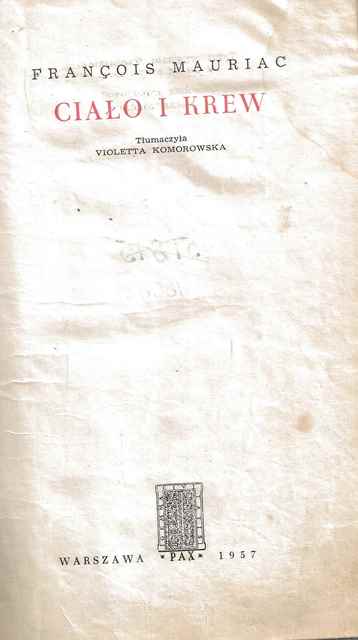 FRANÇOIS MAURIAC
CIAŁO I KREW
Tłumaczyła
VIOLETTA KOMOROWSKA
WARSZAWA *PAX* 1957